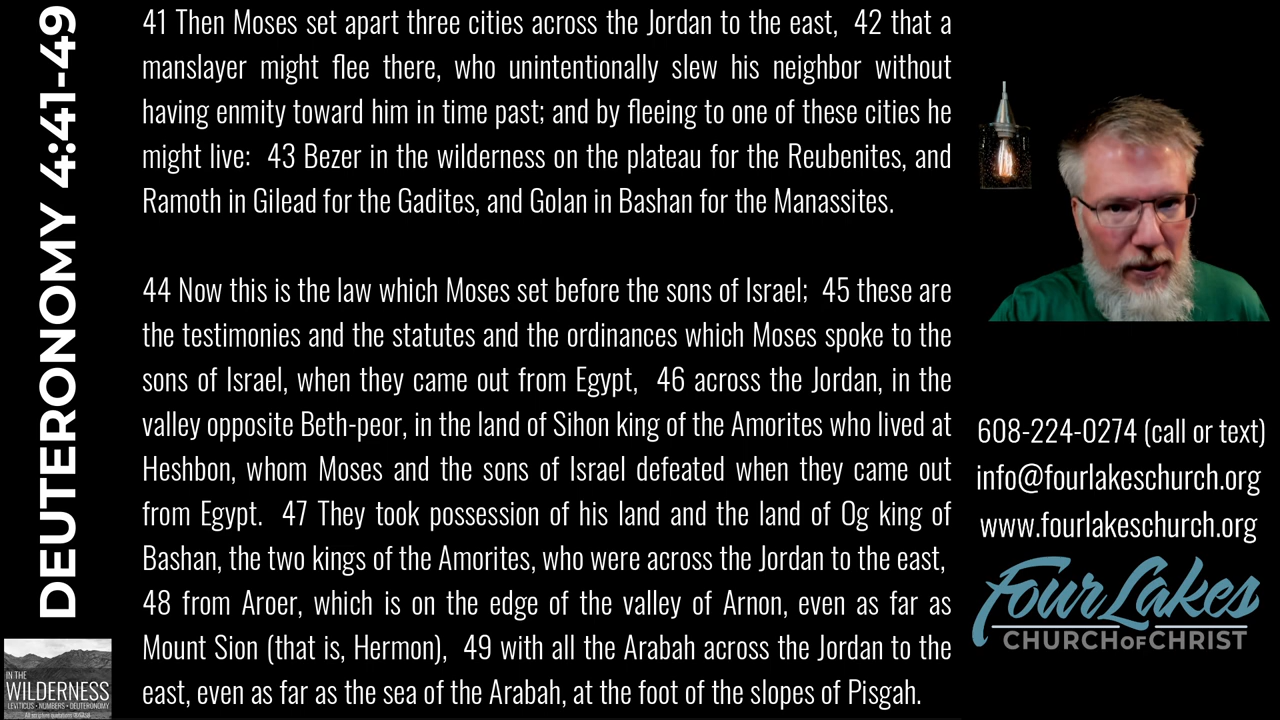 DEUTERONOMY 4:41-49
41 Then Moses set apart three cities across the Jordan to the east,  42 that a
manslayer might flee there, who unintentionally slew his neighbor without
having enmity toward him in time past; and by fleeing to one of these cities he
might live:  43 Bezer in the wilderness on the plateau for the Reubenites, and
Ramoth in Gilead for the Gadites, and Golan in Bashan for the Manassites.
44 Now this is the law which Moses set before the sons of Israel;  45 these are
the testimonies and the statutes and the ordinances which Moses spoke to the
sons of Israel, when they came out from Egypt,  46 across the Jordan, in the
valley opposite Beth-peor, in the land of Sihon king of the Amorites who lived at
Heshbon, whom Moses and the sons of Israel defeated when they came out
from Egypt.  47 They took possession of his land and the land of Og king of
Bashan, the two kings of the Amorites, who were across the Jordan to the east,
48 from Aroer, which is on the edge of the valley of Arnon, even as far as
Mount Sion (that is, Hermon),  49 with all the Arabah across the Jordan to the
east, even as far as the sea of the Arabah, at the foot of the slopes of Pisgah.
608-224-0274 (call or text)
info@fourlakeschurch.org
www.fourlakeschurch.org
Four Lakes
CHURCH OF CHRIST
IN THE
WILDERNESS
LEVITICUS • NUMBERS • DEUTERONOMY